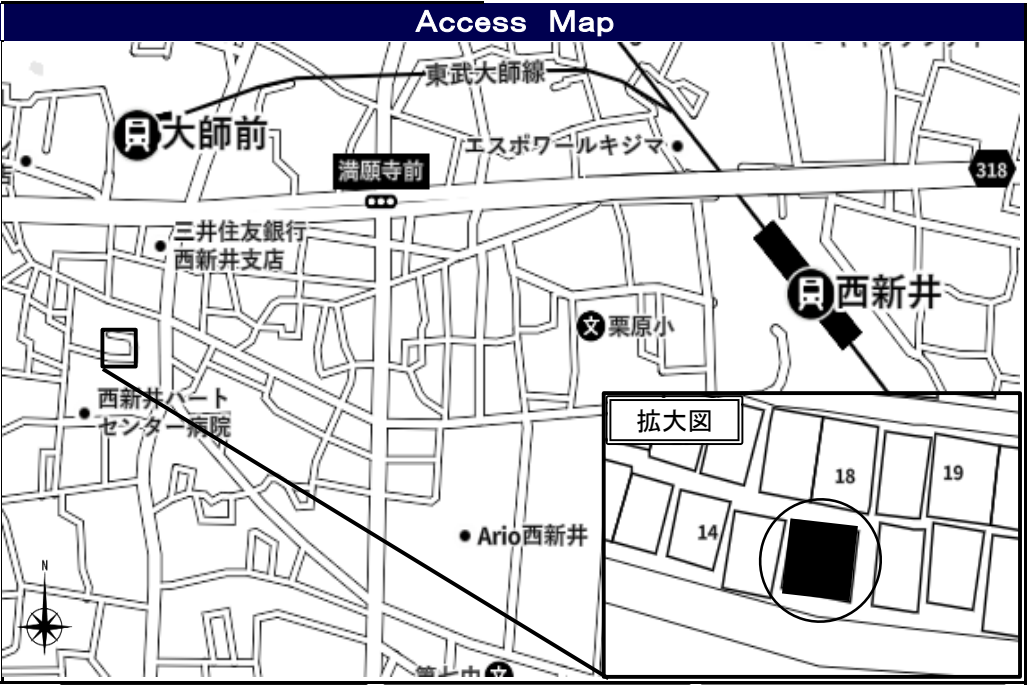 Access Map
東武大師線
大師前
エスポワールキジマ
満願寺前
318
三井住友銀行
西新井支店
西新井
栗原小
西新井ハート
センター病院
拡大図
18
19
14
Ario西新井
N